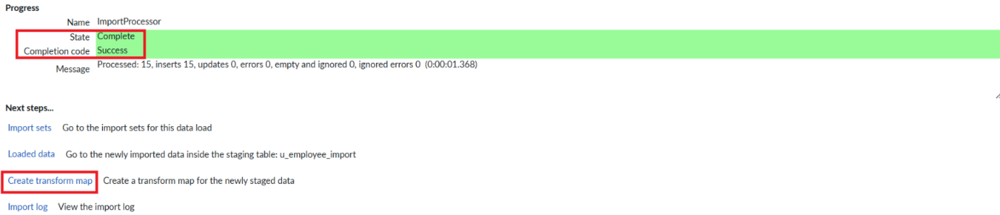 Progress
Name ImportProcessor
State Complete
Completion code Success
Message Processed: 15, inserts 15, updates 0, errors 0, empty and ignored 0, ignored errors 0 (0:00:01.368)
Next steps...
Import sets Go to the import sets for this data load
Loaded data Go to the newly imported data inside the staging table: u_employee_import
Create transform map Create a transform map for the newly staged data
Import log View the import log